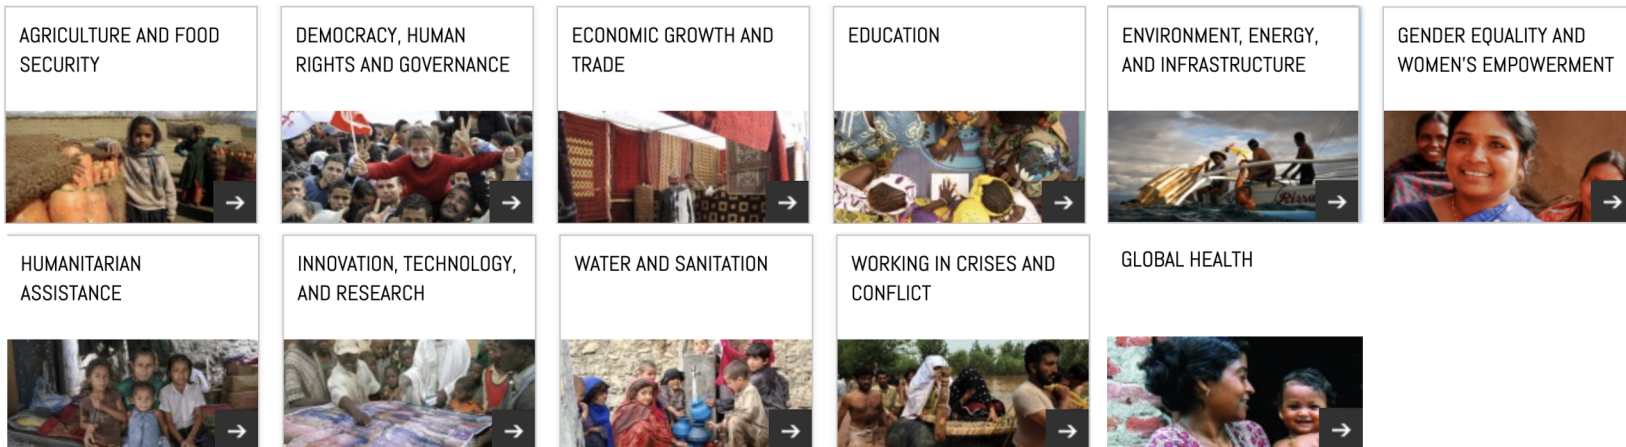 AGRICULTURE AND FOOD
SECURITY
DEMOCRACY, HUMAN
RIGHTS AND GOVERNANCE
ECONOMIC GROWTH AND
TRADE
EDUCATION
ENVIRONMENT, ENERGY,
AND INFRASTRUCTURE
GENDER EQUALITY AND
WOMEN'S EMPOWERMENT
HUMANITARIAN
ASSISTANCE
INNOVATION, TECHNOLOGY,
AND RESEARCH
WATER AND SANITATION
WORKING IN CRISES AND
CONFLICT
GLOBAL HEALTH